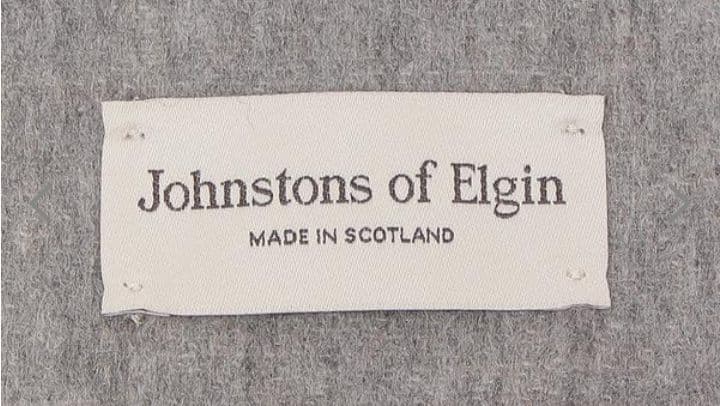 Johnstons of Elgin
MADE IN SCOTLAND